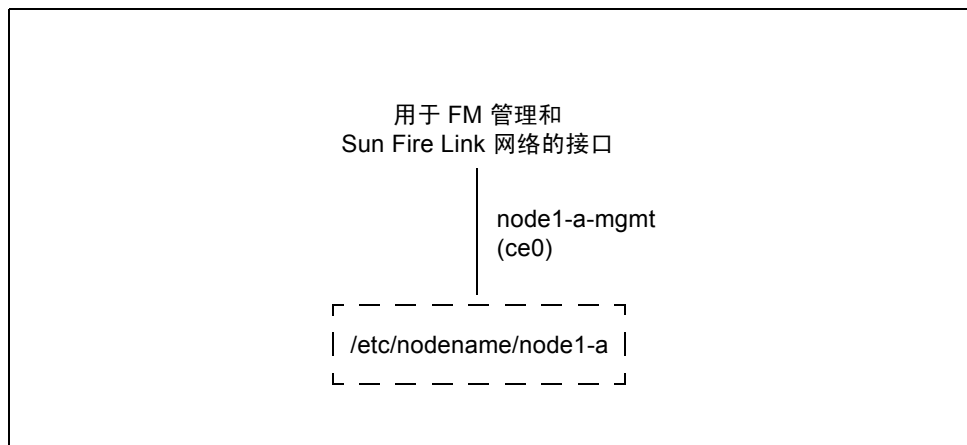 用于 FM 管理和
Sun Fire Link 网络的接口
node1-a-mgmt
(ce0)
/etc/nodename/node1-a